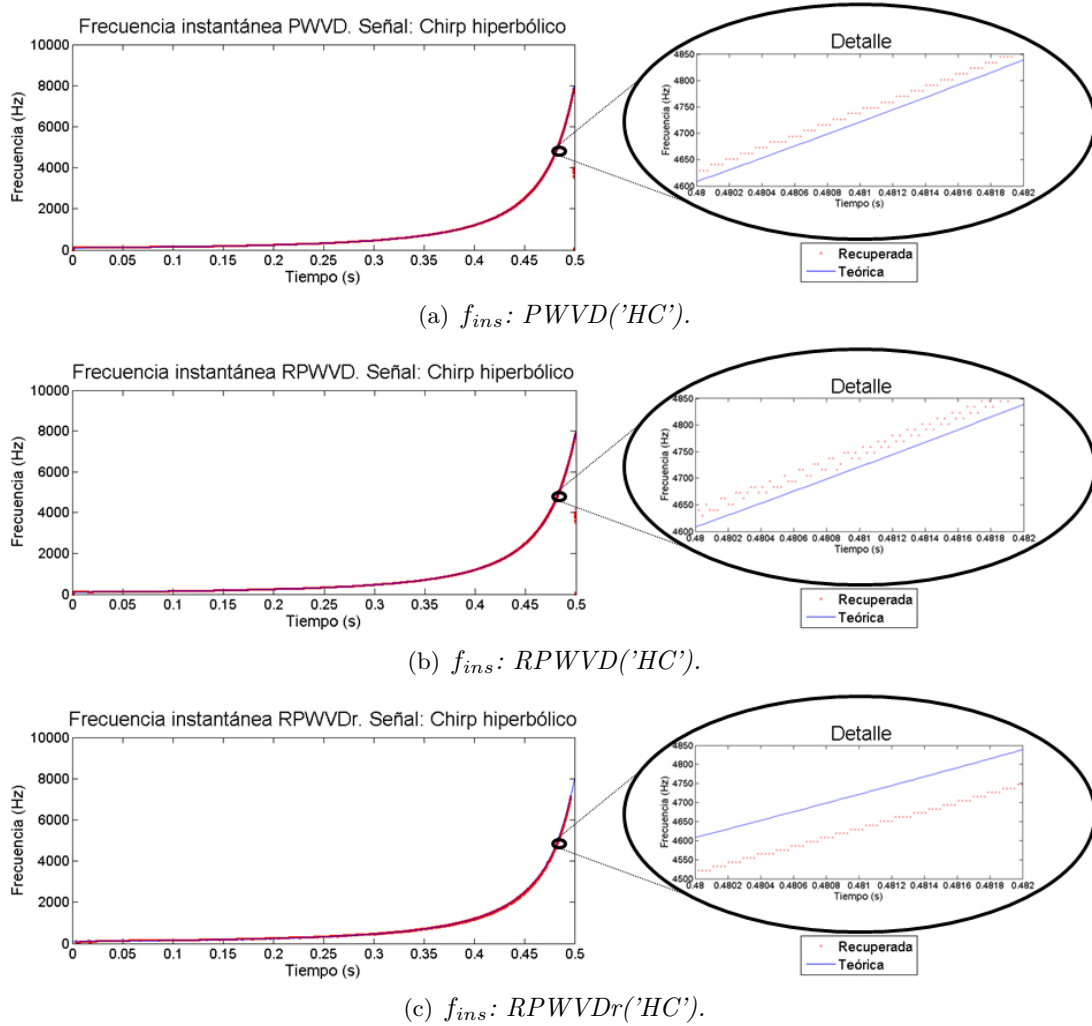 Frecuencia instantánea PWVD. Señal: Chirp hiperbólico
10000
8000
6000
4000
2000
0
Frecuencia (Hz)
0 0.05 0.1 0.15 0.2 0.25 0.3 0.35 0.4 0.45 0.5
Tiempo (s)
Detalle
4850
4800
4750
4700
4650
4600
Frecuencia (Hz)
0.48 0.4802 0.4804 0.4806 0.4808 0.481 0.4812 0.4814 0.4816 0.4818 0.482
Tiempo (s)
Recuperada
Teórica
(a) f_ins: PWVD('HC').
Frecuencia instantánea RPWVD. Señal: Chirp hiperbólico
10000
8000
6000
4000
2000
0
Frecuencia (Hz)
0 0.05 0.1 0.15 0.2 0.25 0.3 0.35 0.4 0.45 0.5
Tiempo (s)
Detalle
4850
4800
4750
4700
4650
4600
Frecuencia (Hz)
0.48 0.4802 0.4804 0.4806 0.4808 0.481 0.4812 0.4814 0.4816 0.4818 0.482
Tiempo (s)
Recuperada
Teórica
(b) f_ins: RPWVD('HC').
Frecuencia instantánea RPWVDr. Señal: Chirp hiperbólico
10000
8000
6000
4000
2000
0
Frecuencia (Hz)
0 0.05 0.1 0.15 0.2 0.25 0.3 0.35 0.4 0.45 0.5
Tiempo (s)
Detalle
4850
4800
4750
4700
4650
4600
4550
4500
Frecuencia (Hz)
0.48 0.4802 0.4804 0.4806 0.4808 0.481 0.4812 0.4814 0.4816 0.4818 0.482
Tiempo (s)
Recuperada
Teórica
(c) f_ins: RPWVDr('HC').